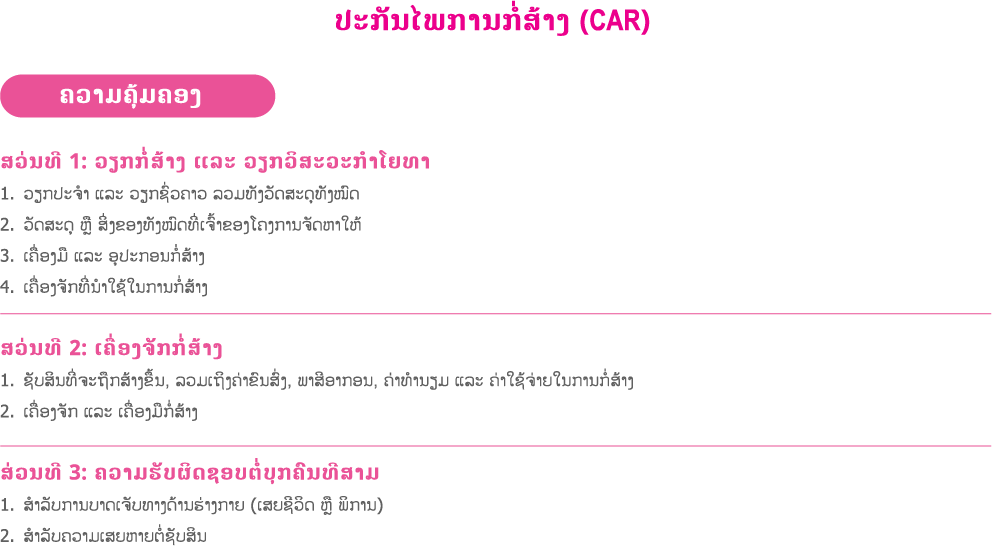 ປະກັນໄພການກໍ່ສ້າງ (CAR)
ຄວາມຄຸ້ມຄອງ
ສວ່ນທີ 1: ວຽກກໍ່ສ້າງ ແລະ ວຽກວິສະວະກຳໂຍທາ
1. ວຽກປະຈຳ ແລະ ວຽກຊົ່ວຄາວ ລວມທັງວັດສະດຸທັງໝົດ
2. ວັດສະດຸ ຫຼື ສິ່ງຂອງທັງໝົດທີ່ເຈົ້າຂອງໂຄງການຈັດຫາໃຫ້
3. ເຄື່ອງມື ແລະ ອຸປະກອນກໍ່ສ້າງ
4. ເຄື່ອງຈັກທີ່ນຳໃຊ້ໃນການກໍ່ສ້າງ
ສວ່ນທີ 2: ເຄື່ອງຈັກກໍ່ສ້າງ
1. ຊັບສິນທີ່ຈະຖືກສ້າງຂຶ້ນ, ລວມເຖິງຄ່າຂົນສົ່ງ, ພາສີອາກອນ, ຄ່າທຳນຽມ ແລະ ຄ່າໃຊ້ຈ່າຍໃນການກໍ່ສ້າງ
2. ເຄື່ອງຈັກ ແລະ ເຄື່ອງມືກໍ່ສ້າງ
ສ່ວນທີ 3: ຄວາມຮັບຜິດຊອບຕໍ່ບຸກຄົນທີສາມ
1. ສຳລັບການບາດເຈັບທາງດ້ານຮ່າງກາຍ (ເສຍຊີວິດ ຫຼື ພິການ)
2. ສຳລັບຄວາມເສຍຫາຍຕໍ່ຊັບສິນ